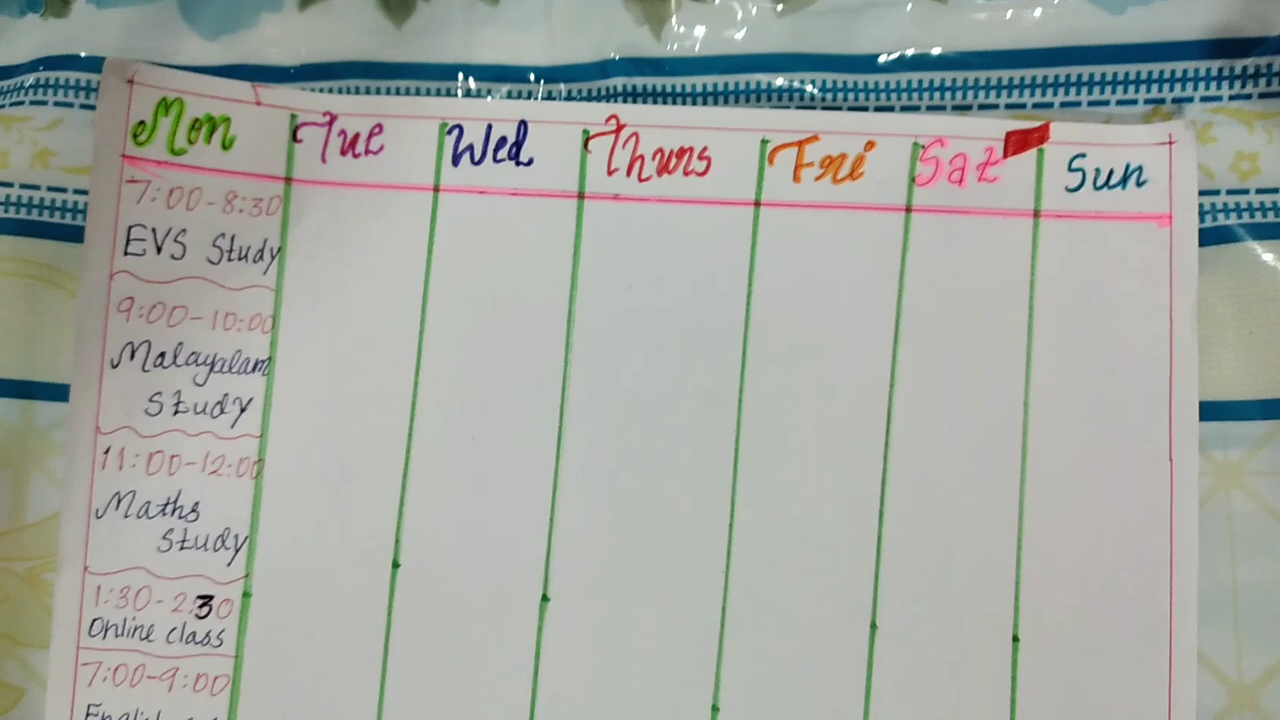 Mon Tue Wed Thurs Fri Sat Sun
7:00-8:30
EVS Study
9:00-10:00
Malayalam
Study
11:00-12:00
Maths
Study
1:30-2:30
Online class
7:00-9:00